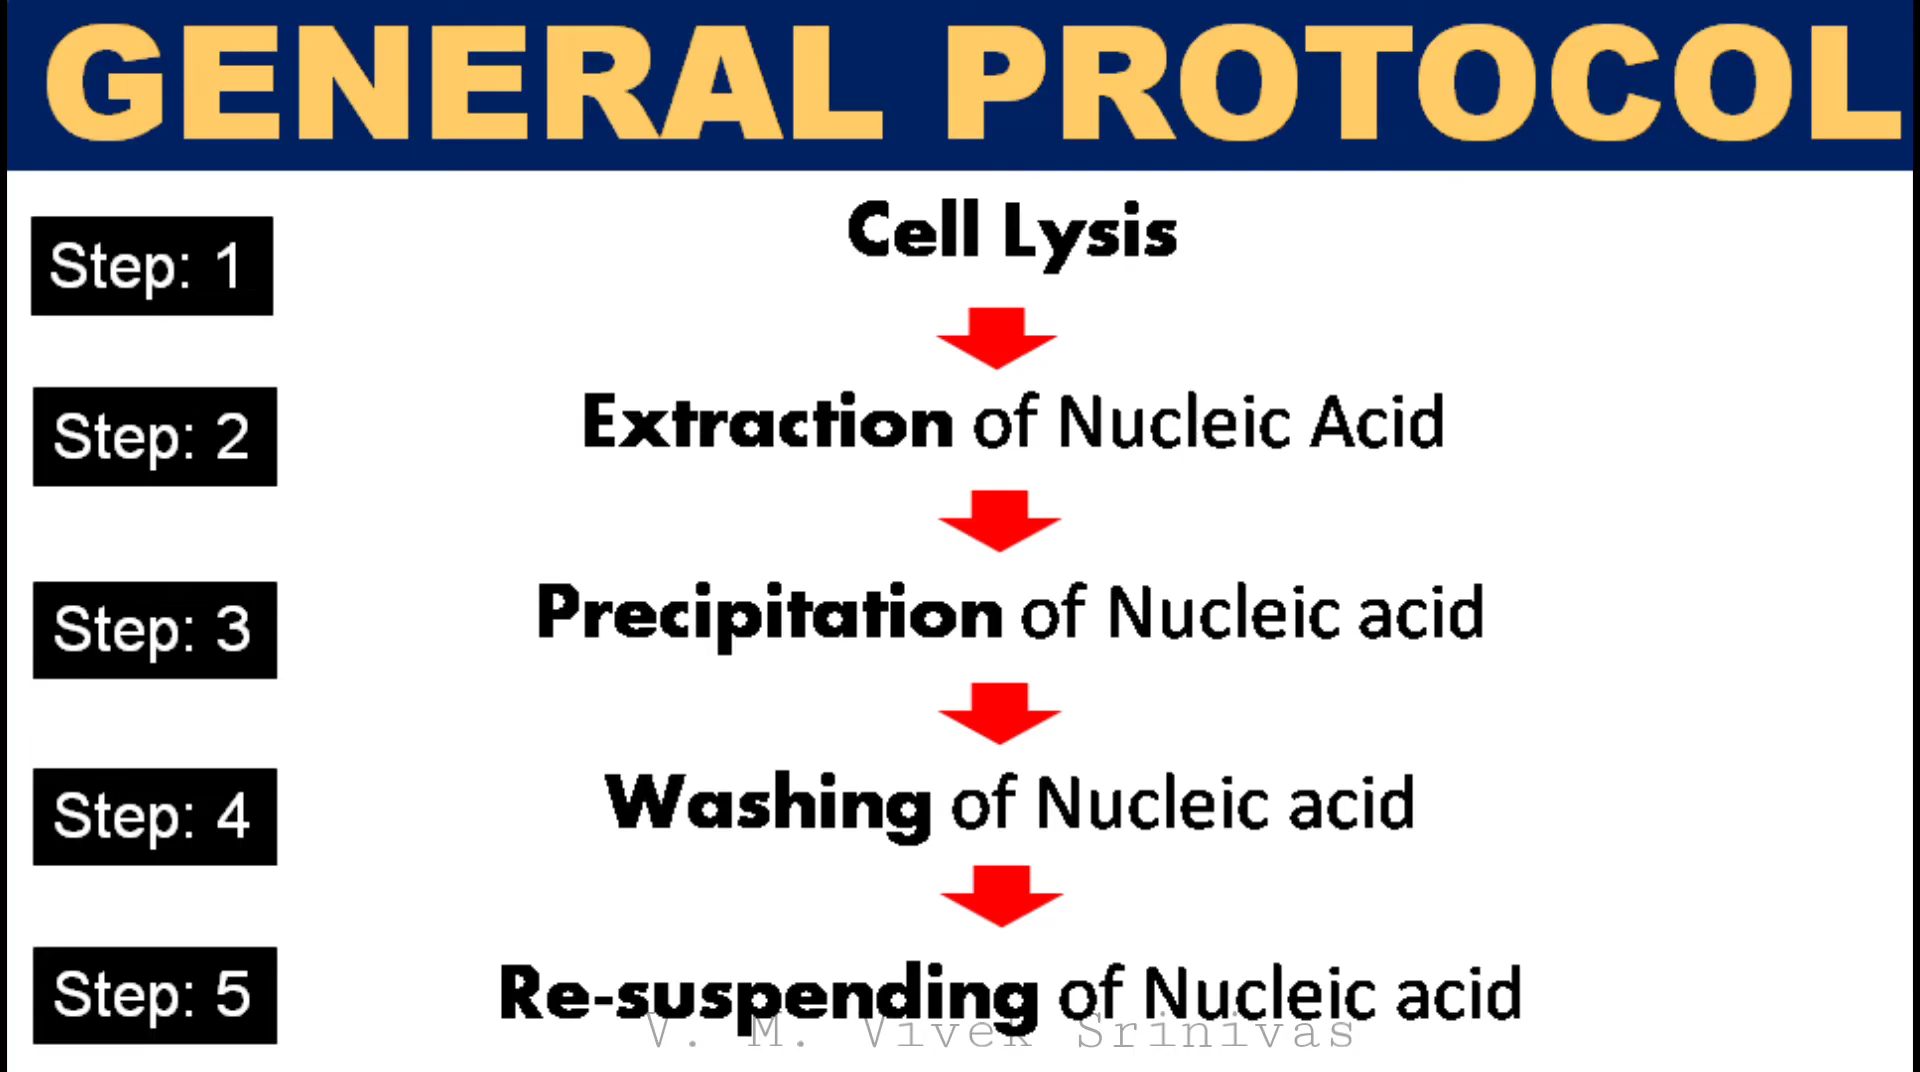 GENERAL PROTOCOL
Step: 1
Cell Lysis
Step: 2
Extraction of Nucleic Acid
Step: 3
Precipitation of Nucleic acid
Step: 4
Washing of Nucleic acid
Step: 5
Re-suspending of Nucleic acid
V. M. Vivek Srinivas